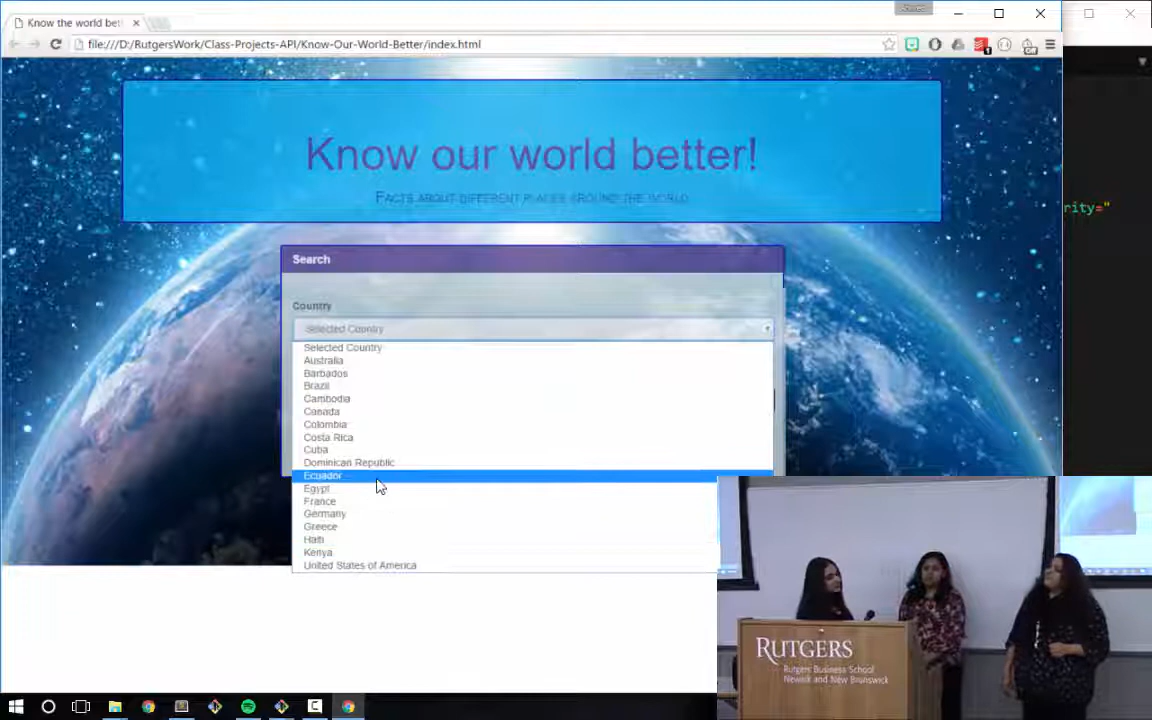 Know the world bet
file:///D:/RutgersWork/Class-Projects-API/Know-Our-World-Better/index.html
1
rity="
Know our world better!
Facts about different places around the world
Search
Country
Selected Country
Selected Country
Australia
Barbados
Brazil
Cambodia
Canada
Colombia
Costa Rica
Cuba
Dominican Republic
Ecuador
Egypt
France
Germany
Greece
Haiti
Kenya
United States of America
RUTGERS
Rutgers Business School
Newark and New Brunswick